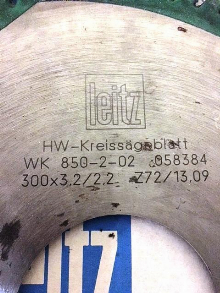 leitz
HW-Kreissägeblatt
WK 850-2-02 058384
300x3,2/2,2 Z72/13,09